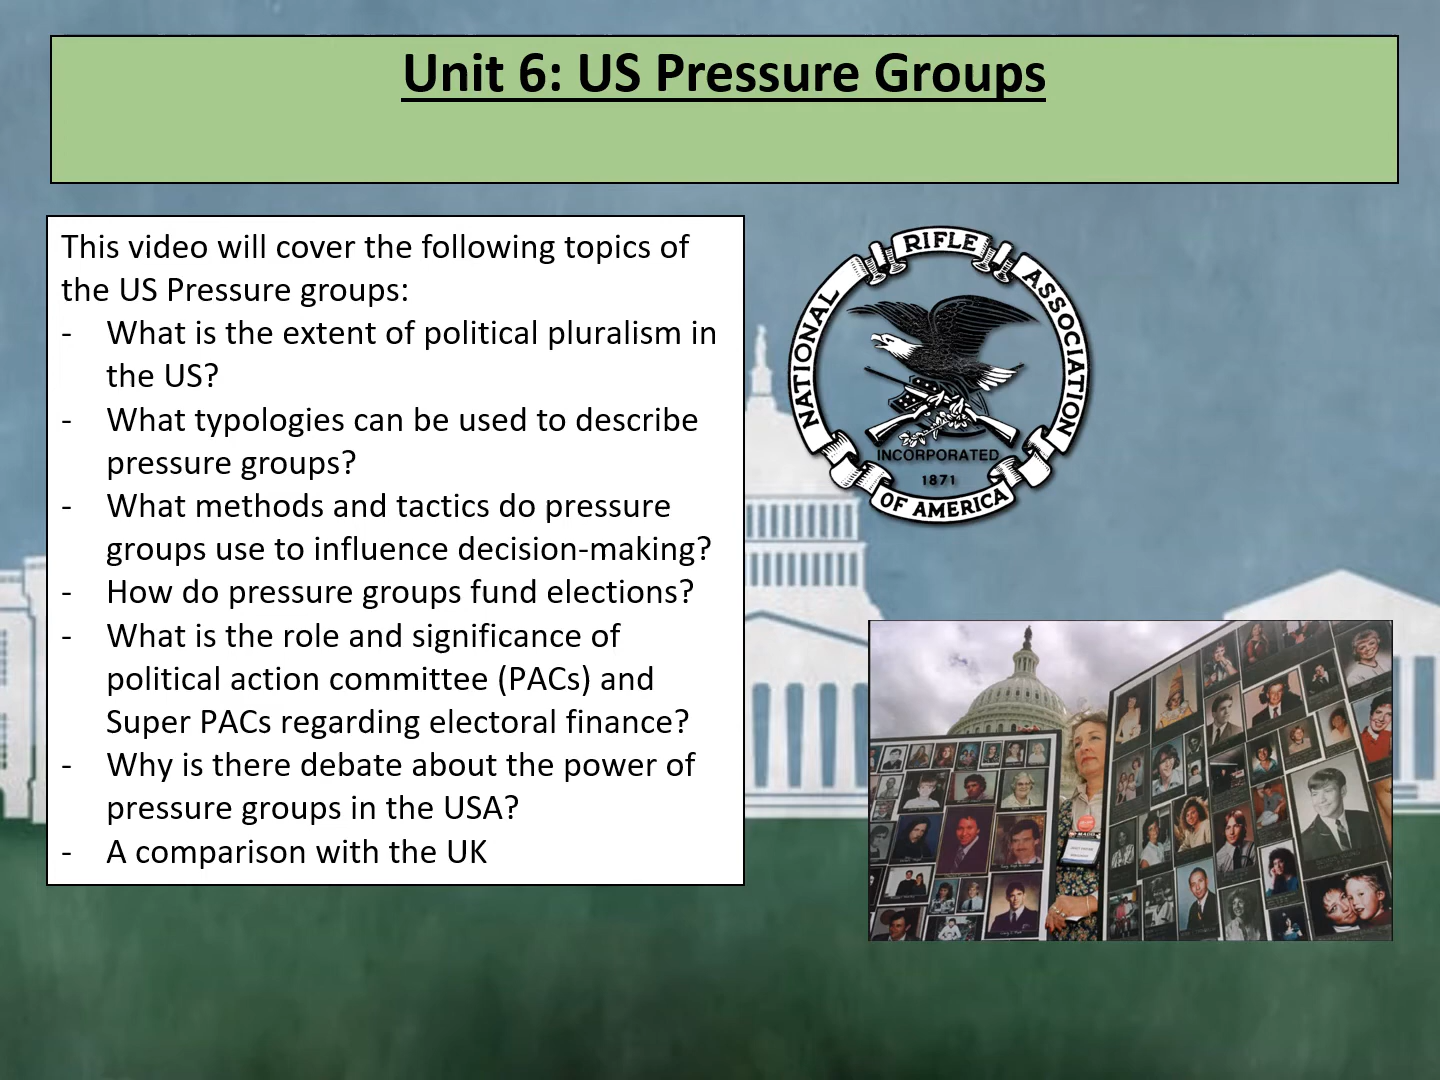 Unit 6: US Pressure Groups
This video will cover the following topics of
the US Pressure groups:
- What is the extent of political pluralism in
the US?
- What typologies can be used to describe
pressure groups?
- What methods and tactics do pressure
groups use to influence decision-making?
- How do pressure groups fund elections?
- What is the role and significance of
political action committee (PACs) and
Super PACs regarding electoral finance?
- Why is there debate about the power of
pressure groups in the USA?
- A comparison with the UK
NATIONAL RIFLE ASSOCIATION
INCORPORATED
1871
OF AMERICA